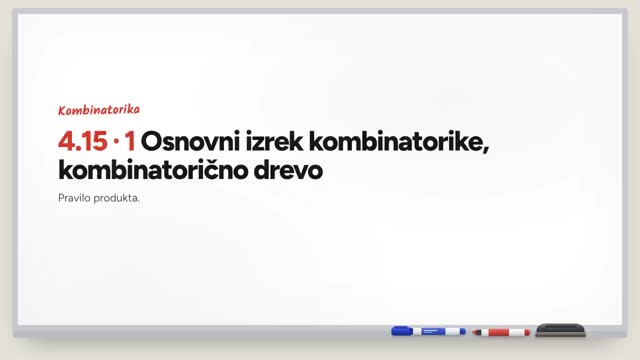 Kombinatorika
4.15 · 1 Osnovni izrek kombinatorike,
kombinatorično drevo
Pravilo produkta.